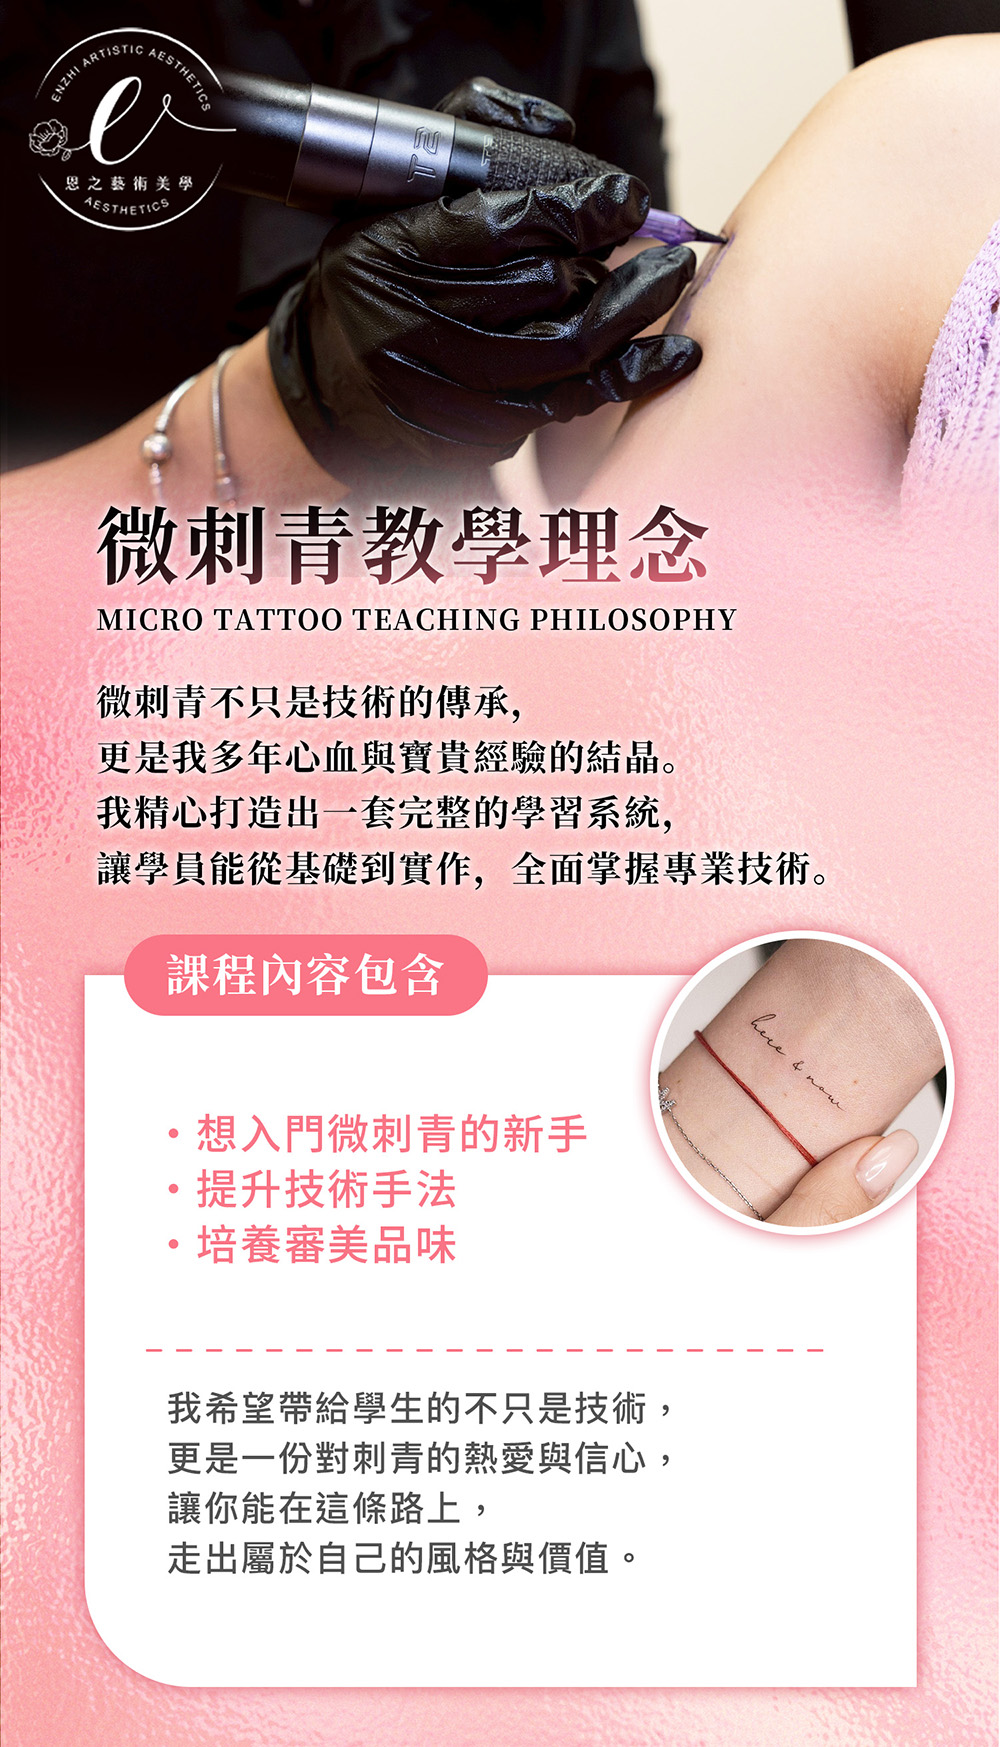 ENZHI ARTISTIC AESTHETICS
e
恩之藝術美學
AESTHETICS
T2
微刺青教學理念
MICRO TATTOO TEACHING PHILOSOPHY
微刺青不只是技術的傳承，
更是我多年心血與寶貴經驗的結晶。
我精心打造出一套完整的學習系統，
讓學員能從基礎到實作，全面掌握專業技術。
課程內容包含
here & now
・想入門微刺青的新手
・提升技術手法
・培養審美品味
我希望帶給學生的不只是技術，
更是一份對刺青的熱愛與信心，
讓你能在這條路上，
走出屬於自己的風格與價值。